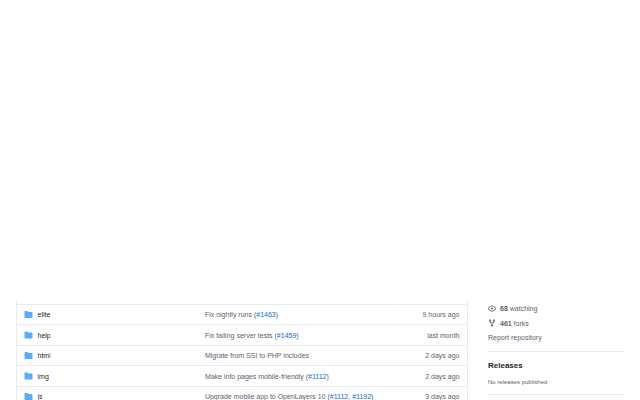 elite Fix nightly runs (#1463) 9 hours ago
help Fix failing server tests (#1459) last month
html Migrate from SSI to PHP includes 2 days ago
img Make info pages mobile-friendly (#1112) 2 days ago
js Upgrade mobile app to OpenLayers 10 (#1112, #1192) 3 days ago
68 watching
461 forks
Report repository
Releases
No releases published